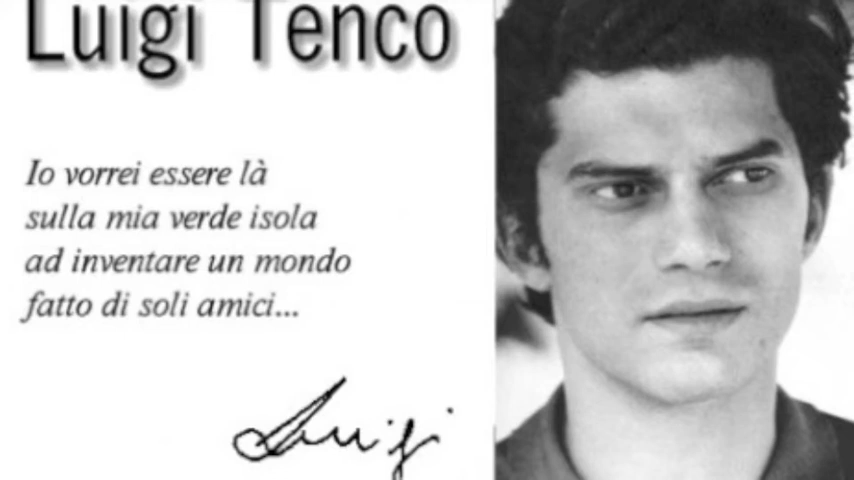 Luigi Tenco
Io vorrei essere là
sulla mia verde isola
ad inventare un mondo
fatto di soli amici...
Luigi